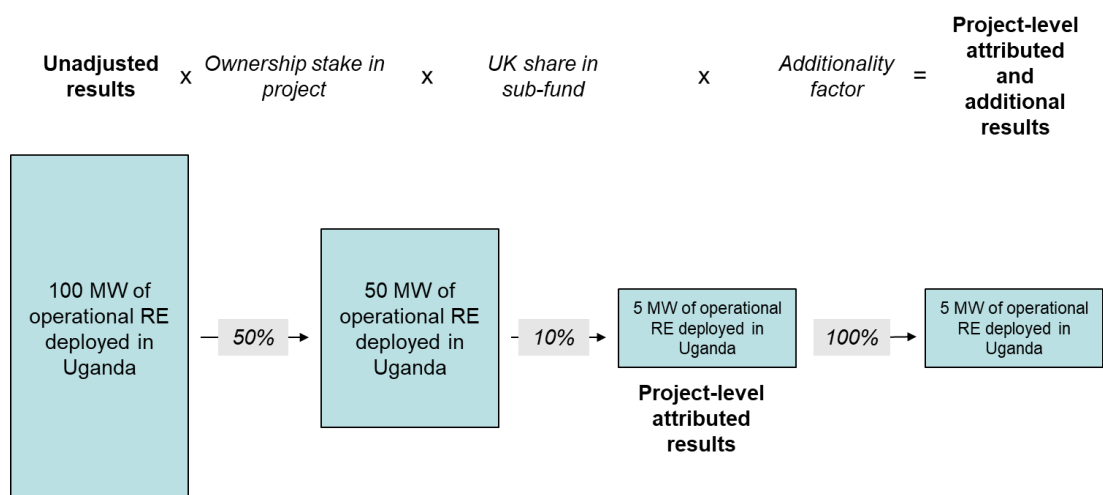 Unadjusted
results
x
Ownership stake in
project
x
UK share in
sub-fund
x
Additionality
factor
=
Project-level
attributed
and
additional
results
100 MW of
operational RE
deployed in
Uganda
50%
50 MW of
operational RE
deployed in
Uganda
10%
5 MW of operational
RE deployed in
Uganda
100%
5 MW of operational
RE deployed in
Uganda
Project-level
attributed
results